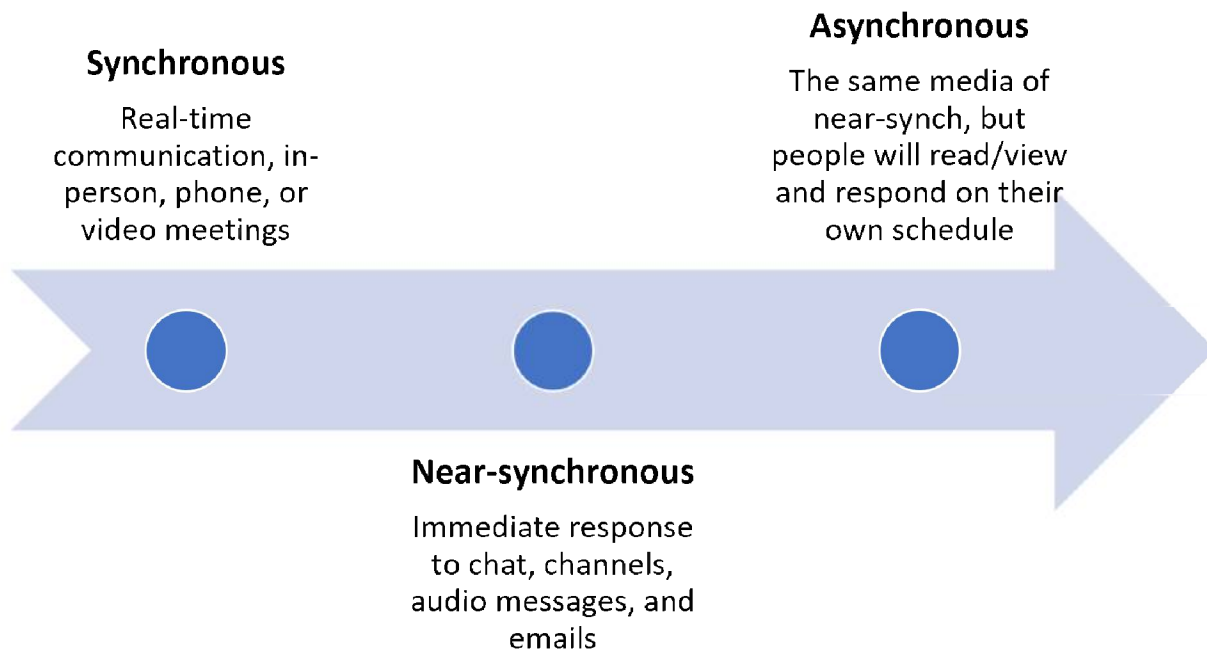 Synchronous
Real-time
communication, in-
person, phone, or
video meetings
Near-synchronous
Immediate response
to chat, channels,
audio messages, and
emails
Asynchronous
The same media of
near-synch, but
people will read/view
and respond on their
own schedule